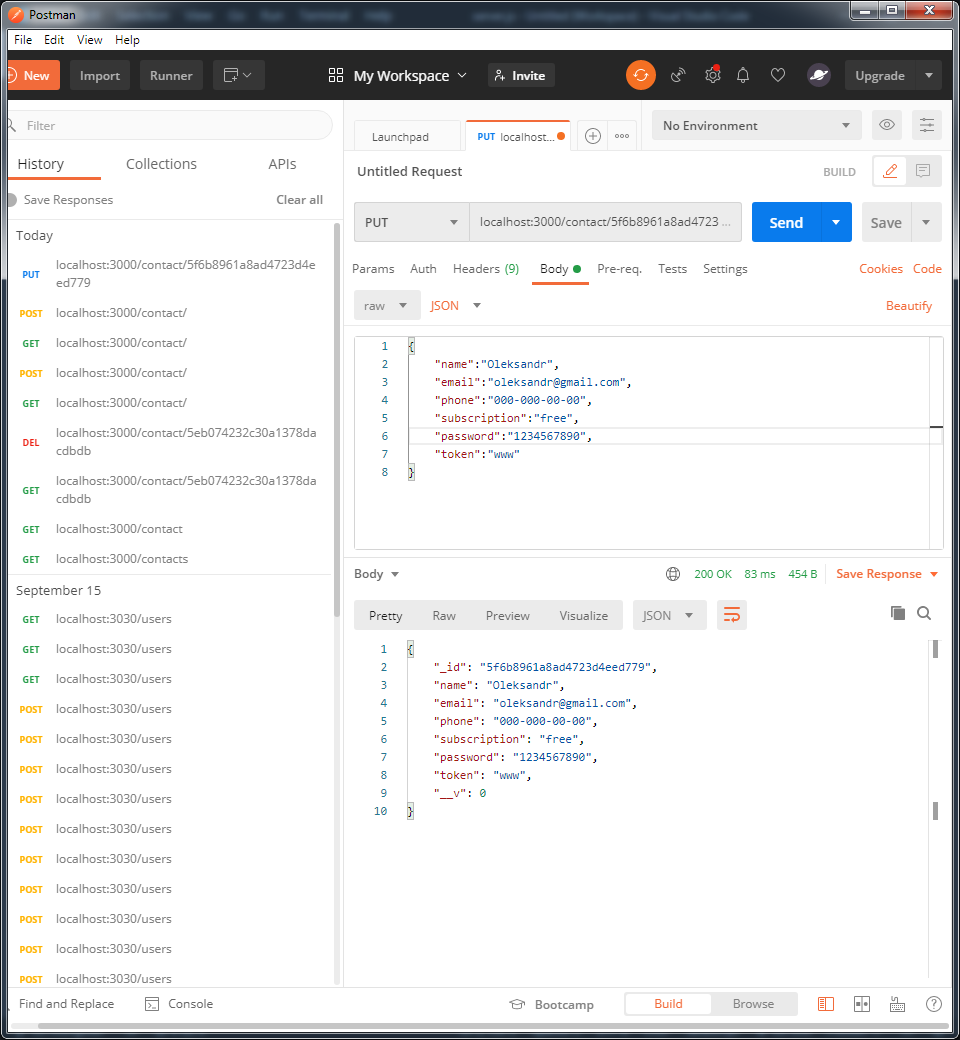 Postman
File Edit View Help
New Import Runner My Workspace Invite Upgrade
Filter
History Collections APIs
Save Responses Clear all
Today
PUT localhost:3000/contact/5f6b8961a8ad4723d4e
ed779
POST localhost:3000/contact/
GET localhost:3000/contact/
POST localhost:3000/contact/
GET localhost:3000/contact/
DEL localhost:3000/contact/5eb074232c30a1378da
cdbdb
GET localhost:3000/contact/5eb074232c30a1378da
cdbdb
GET localhost:3000/contact
GET localhost:3000/contacts
September 15
GET localhost:3030/users
GET localhost:3030/users
GET localhost:3030/users
POST localhost:3030/users
POST localhost:3030/users
POST localhost:3030/users
POST localhost:3030/users
POST localhost:3030/users
POST localhost:3030/users
POST localhost:3030/users
POST localhost:3030/users
POST localhost:3030/users
POST localhost:3030/users
Launchpad PUT localhost... No Environment
Untitled Request BUILD
PUT localhost:3000/contact/5f6b8961a8ad4723 ... Send Save
Params Auth Headers (9) Body Pre-req. Tests Settings Cookies Code
raw JSON Beautify
1 {
2 "name":"Oleksandr",
3 "email":"oleksandr@gmail.com",
4 "phone":"000-000-00-00",
5 "subscription":"free",
6 "password":"1234567890",
7 "token":"www"
8 }
Body 200 OK 83 ms 454 B Save Response
Pretty Raw Preview Visualize JSON
1 {
2 "_id": "5f6b8961a8ad4723d4eed779",
3 "name": "Oleksandr",
4 "email": "oleksandr@gmail.com",
5 "phone": "000-000-00-00",
6 "subscription": "free",
7 "password": "1234567890",
8 "token": "www",
9 "__v": 0
10 }
Find and Replace Console Bootcamp Build Browse